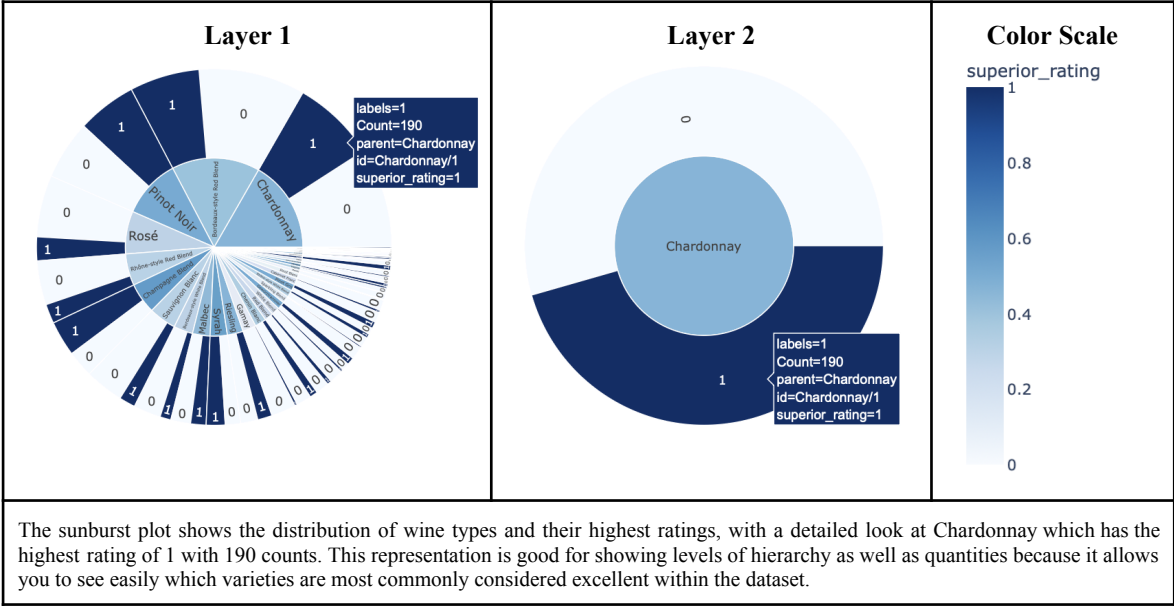 Layer 1
Layer 2
Color Scale
superior_rating
0
1
1
0
1
0
0
1
0
1
1
0
0
1
0
1
0
1
1
0
0
1
0
0
Chardonnay
Bordeaux-style Red Blend
Pinot Noir
Rosé
Rhône-style Red Blend
Champagne Blend
Sauvignon Blanc
Malbec
Syrah
Riesling
Gamay
labels=1
Count=190
parent=Chardonnay
id=Chardonnay/1
superior_rating=1
0
Chardonnay
1
labels=1
Count=190
parent=Chardonnay
id=Chardonnay/1
superior_rating=1
1
0.8
0.6
0.4
0.2
0
The sunburst plot shows the distribution of wine types and their highest ratings, with a detailed look at Chardonnay which has the
highest rating of 1 with 190 counts. This representation is good for showing levels of hierarchy as well as quantities because it allows
you to see easily which varieties are most commonly considered excellent within the dataset.